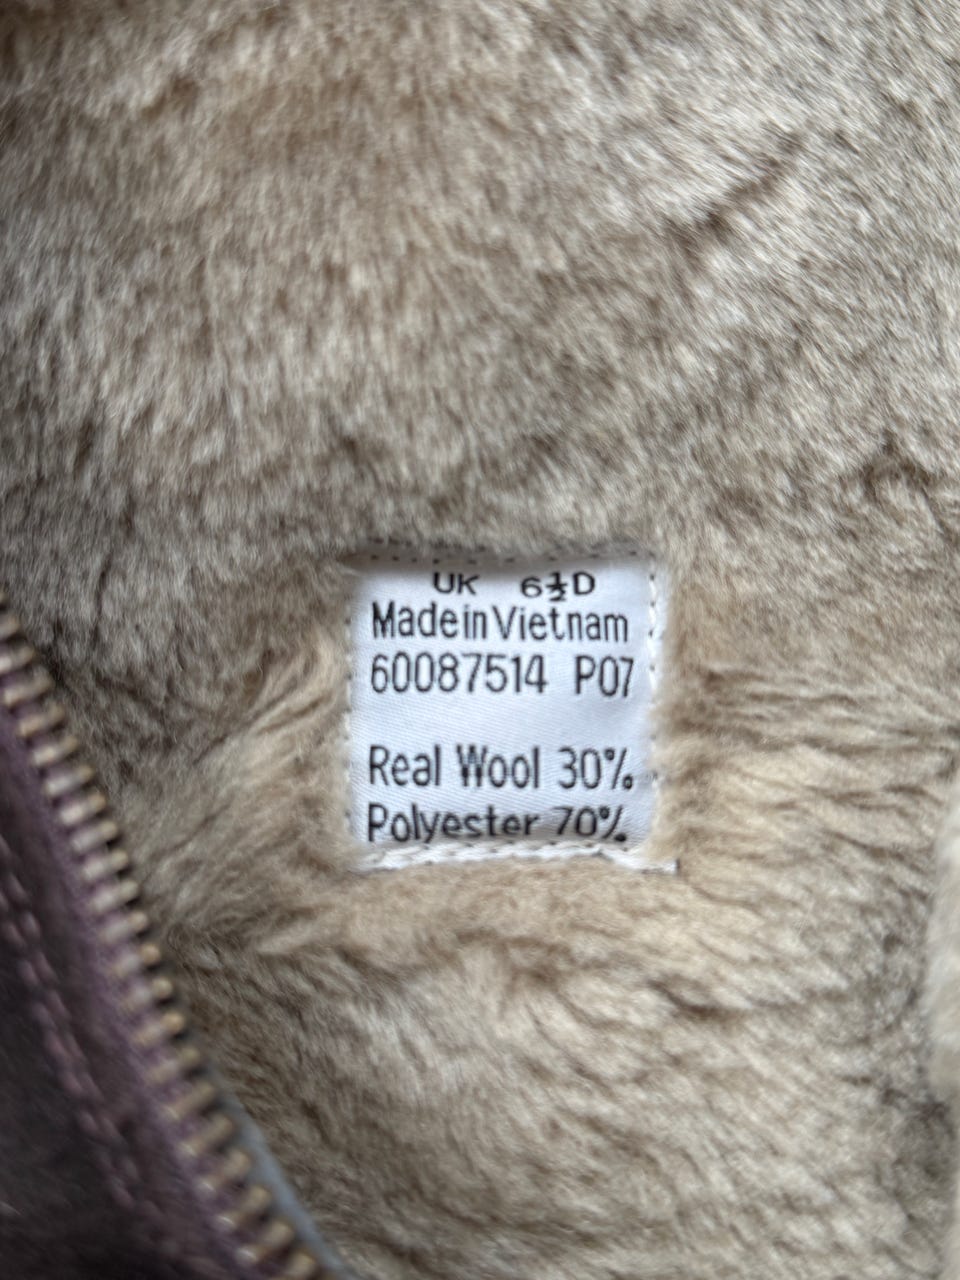 UK 6½D
Made in Vietnam
60087514 P07
Real Wool 30%
Polyester 70%